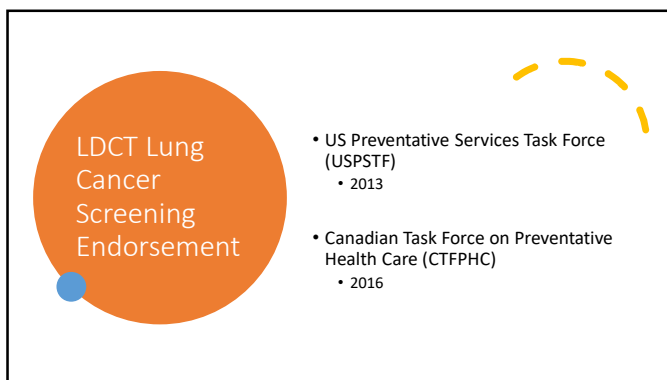 LDCT Lung
Cancer
Screening
Endorsement
• US Preventative Services Task Force
(USPSTF)
• 2013
• Canadian Task Force on Preventative
Health Care (CTFPHC)
• 2016